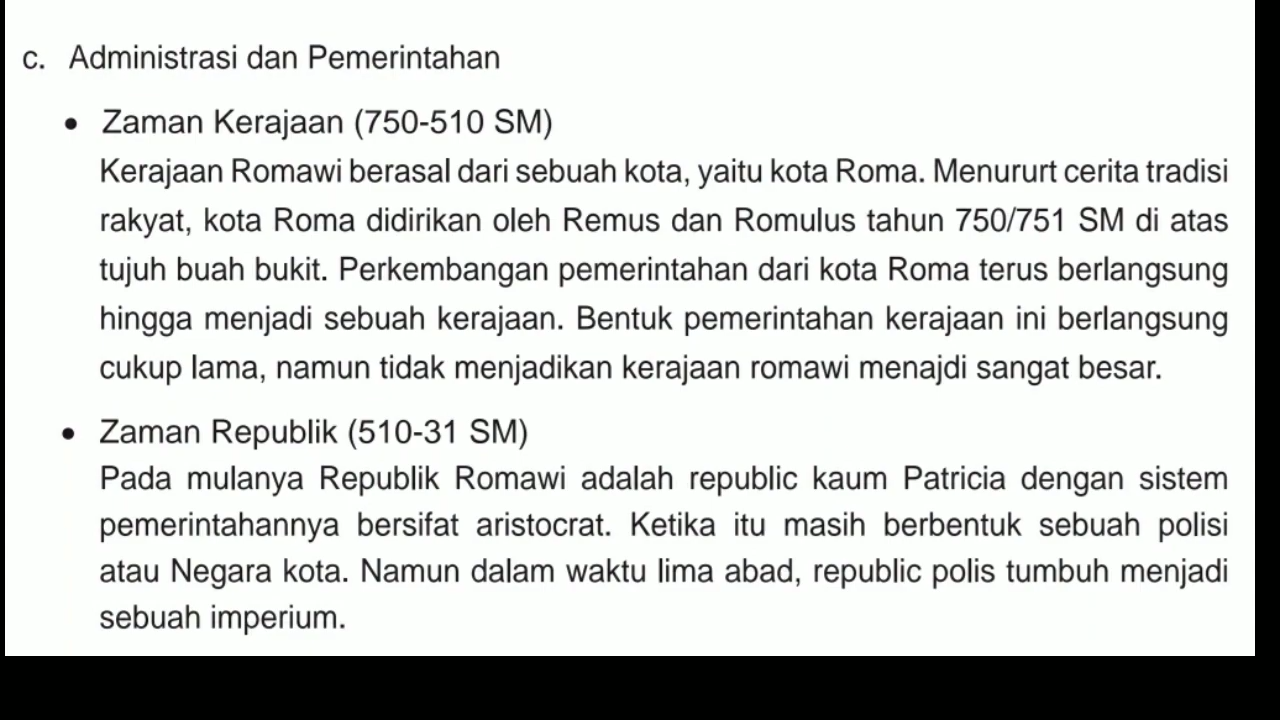 c. Administrasi dan Pemerintahan
• Zaman Kerajaan (750-510 SM)
Kerajaan Romawi berasal dari sebuah kota, yaitu kota Roma. Menururt cerita tradisi
rakyat, kota Roma didirikan oleh Remus dan Romulus tahun 750/751 SM di atas
tujuh buah bukit. Perkembangan pemerintahan dari kota Roma terus berlangsung
hingga menjadi sebuah kerajaan. Bentuk pemerintahan kerajaan ini berlangsung
cukup lama, namun tidak menjadikan kerajaan romawi menajdi sangat besar.
• Zaman Republik (510-31 SM)
Pada mulanya Republik Romawi adalah republic kaum Patricia dengan sistem
pemerintahannya bersifat aristocrat. Ketika itu masih berbentuk sebuah polisi
atau Negara kota. Namun dalam waktu lima abad, republic polis tumbuh menjadi
sebuah imperium.